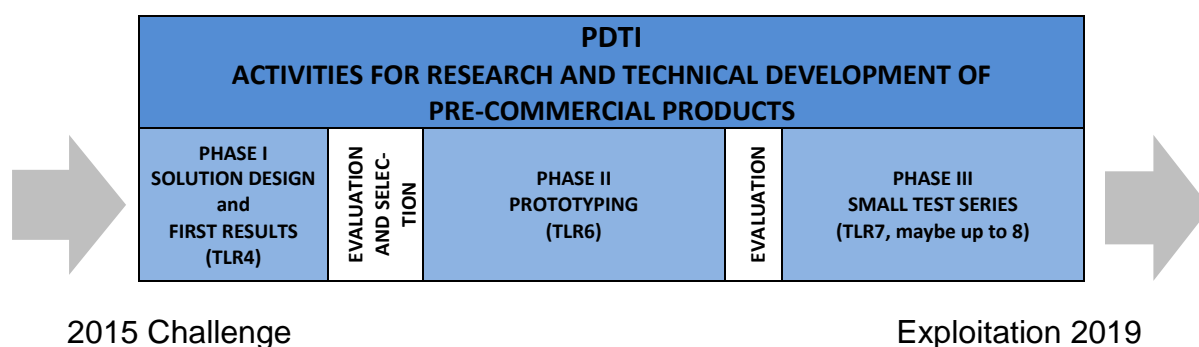 PDTI
ACTIVITIES FOR RESEARCH AND TECHNICAL DEVELOPMENT OF
PRE-COMMERCIAL PRODUCTS
PHASE I
SOLUTION DESIGN
and
FIRST RESULTS
(TLR4)
EVALUATION
AND SELEC-
TION
PHASE II
PROTOTYPING
(TLR6)
EVALUATION
PHASE III
SMALL TEST SERIES
(TLR7, maybe up to 8)
2015 Challenge
Exploitation 2019